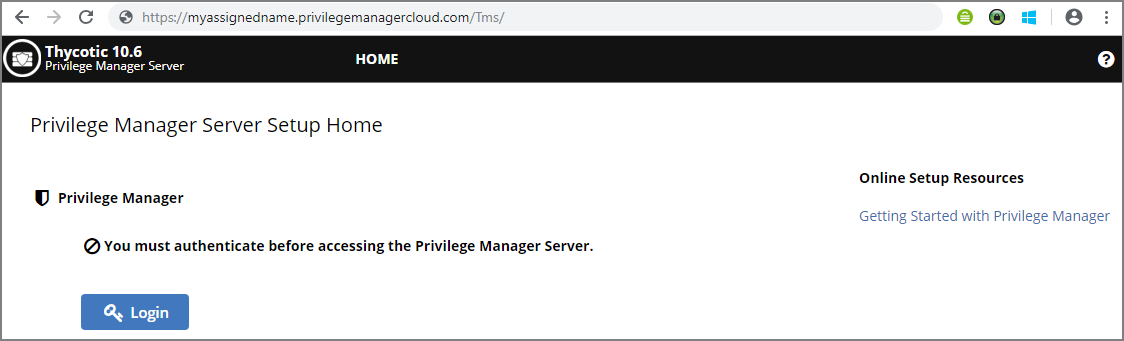 https://myassignedname.privilegemanagercloud.com/Tms/
Thycotic 10.6
Privilege Manager Server
HOME
?
Privilege Manager Server Setup Home
Online Setup Resources
Privilege Manager
Getting Started with Privilege Manager
You must authenticate before accessing the Privilege Manager Server.
Login